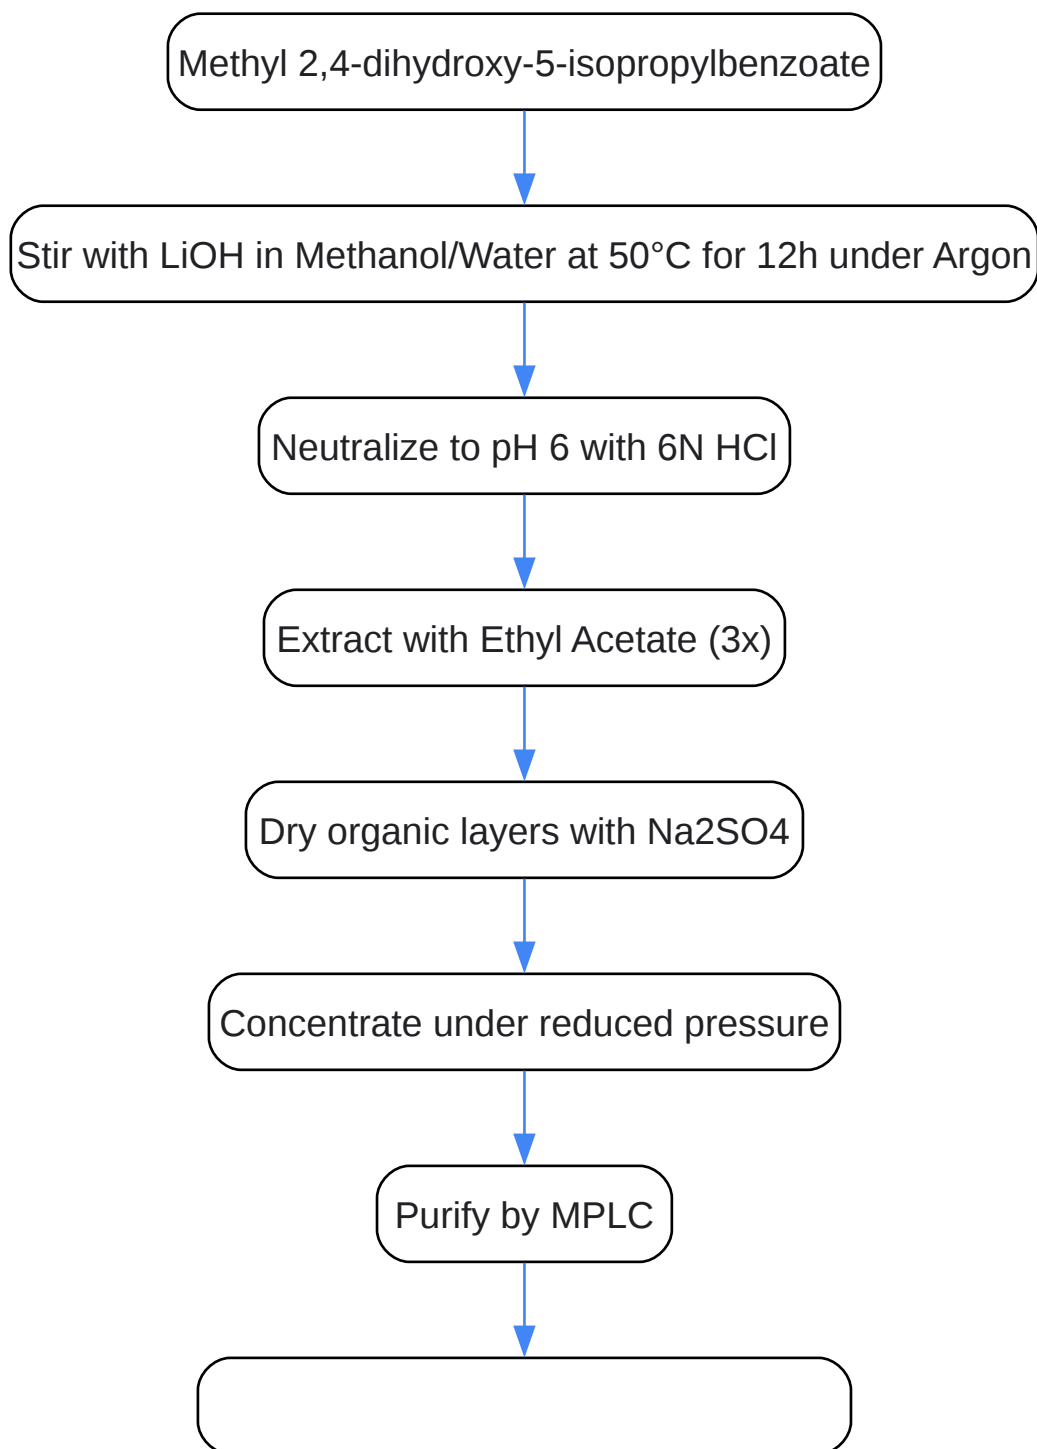 Methyl 2,4-dihydroxy-5-isopropylbenzoate
Stir with LiOH in Methanol/Water at 50°C for 12h under Argon
Neutralize to pH 6 with 6N HCl
Extract with Ethyl Acetate (3x)
Dry organic layers with Na2SO4
Concentrate under reduced pressure
Purify by MPLC